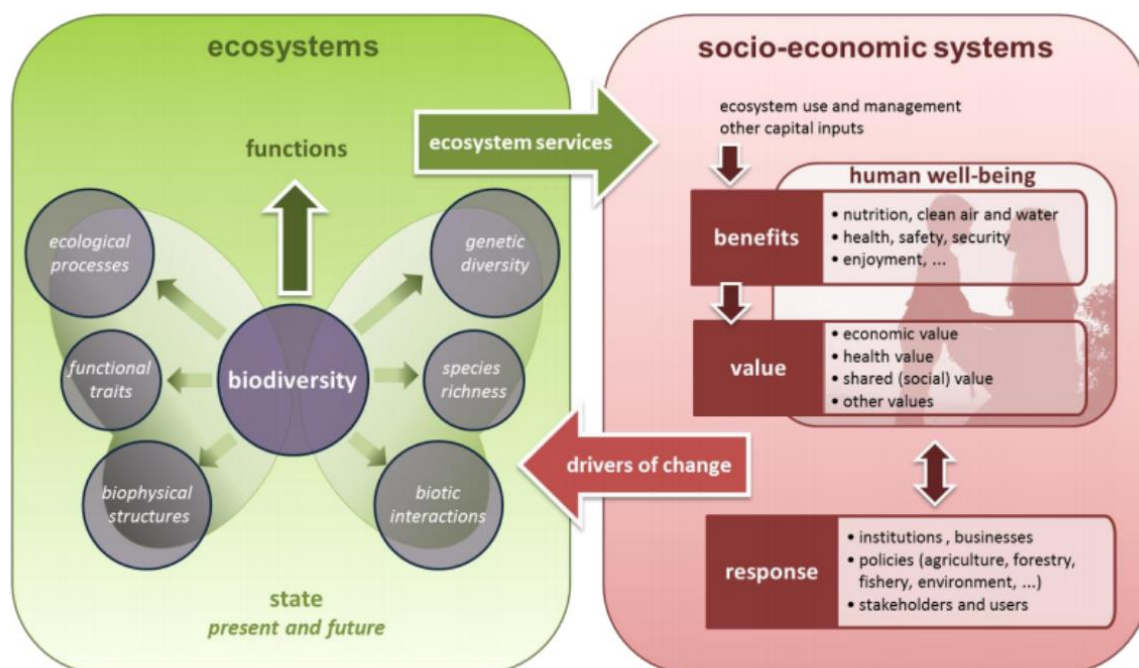 ecosystems
functions
ecological
processes
genetic
diversity
functional
traits
biodiversity
species
richness
biophysical
structures
biotic
interactions
state
present and future
ecosystem services
drivers of change
socio-economic systems
ecosystem use and management
other capital inputs
human well-being
benefits
• nutrition, clean air and water
• health, safety, security
• enjoyment, ...
value
• economic value
• health value
• shared (social) value
• other values
response
• institutions , businesses
• policies (agriculture, forestry,
fishery, environment, ...)
• stakeholders and users